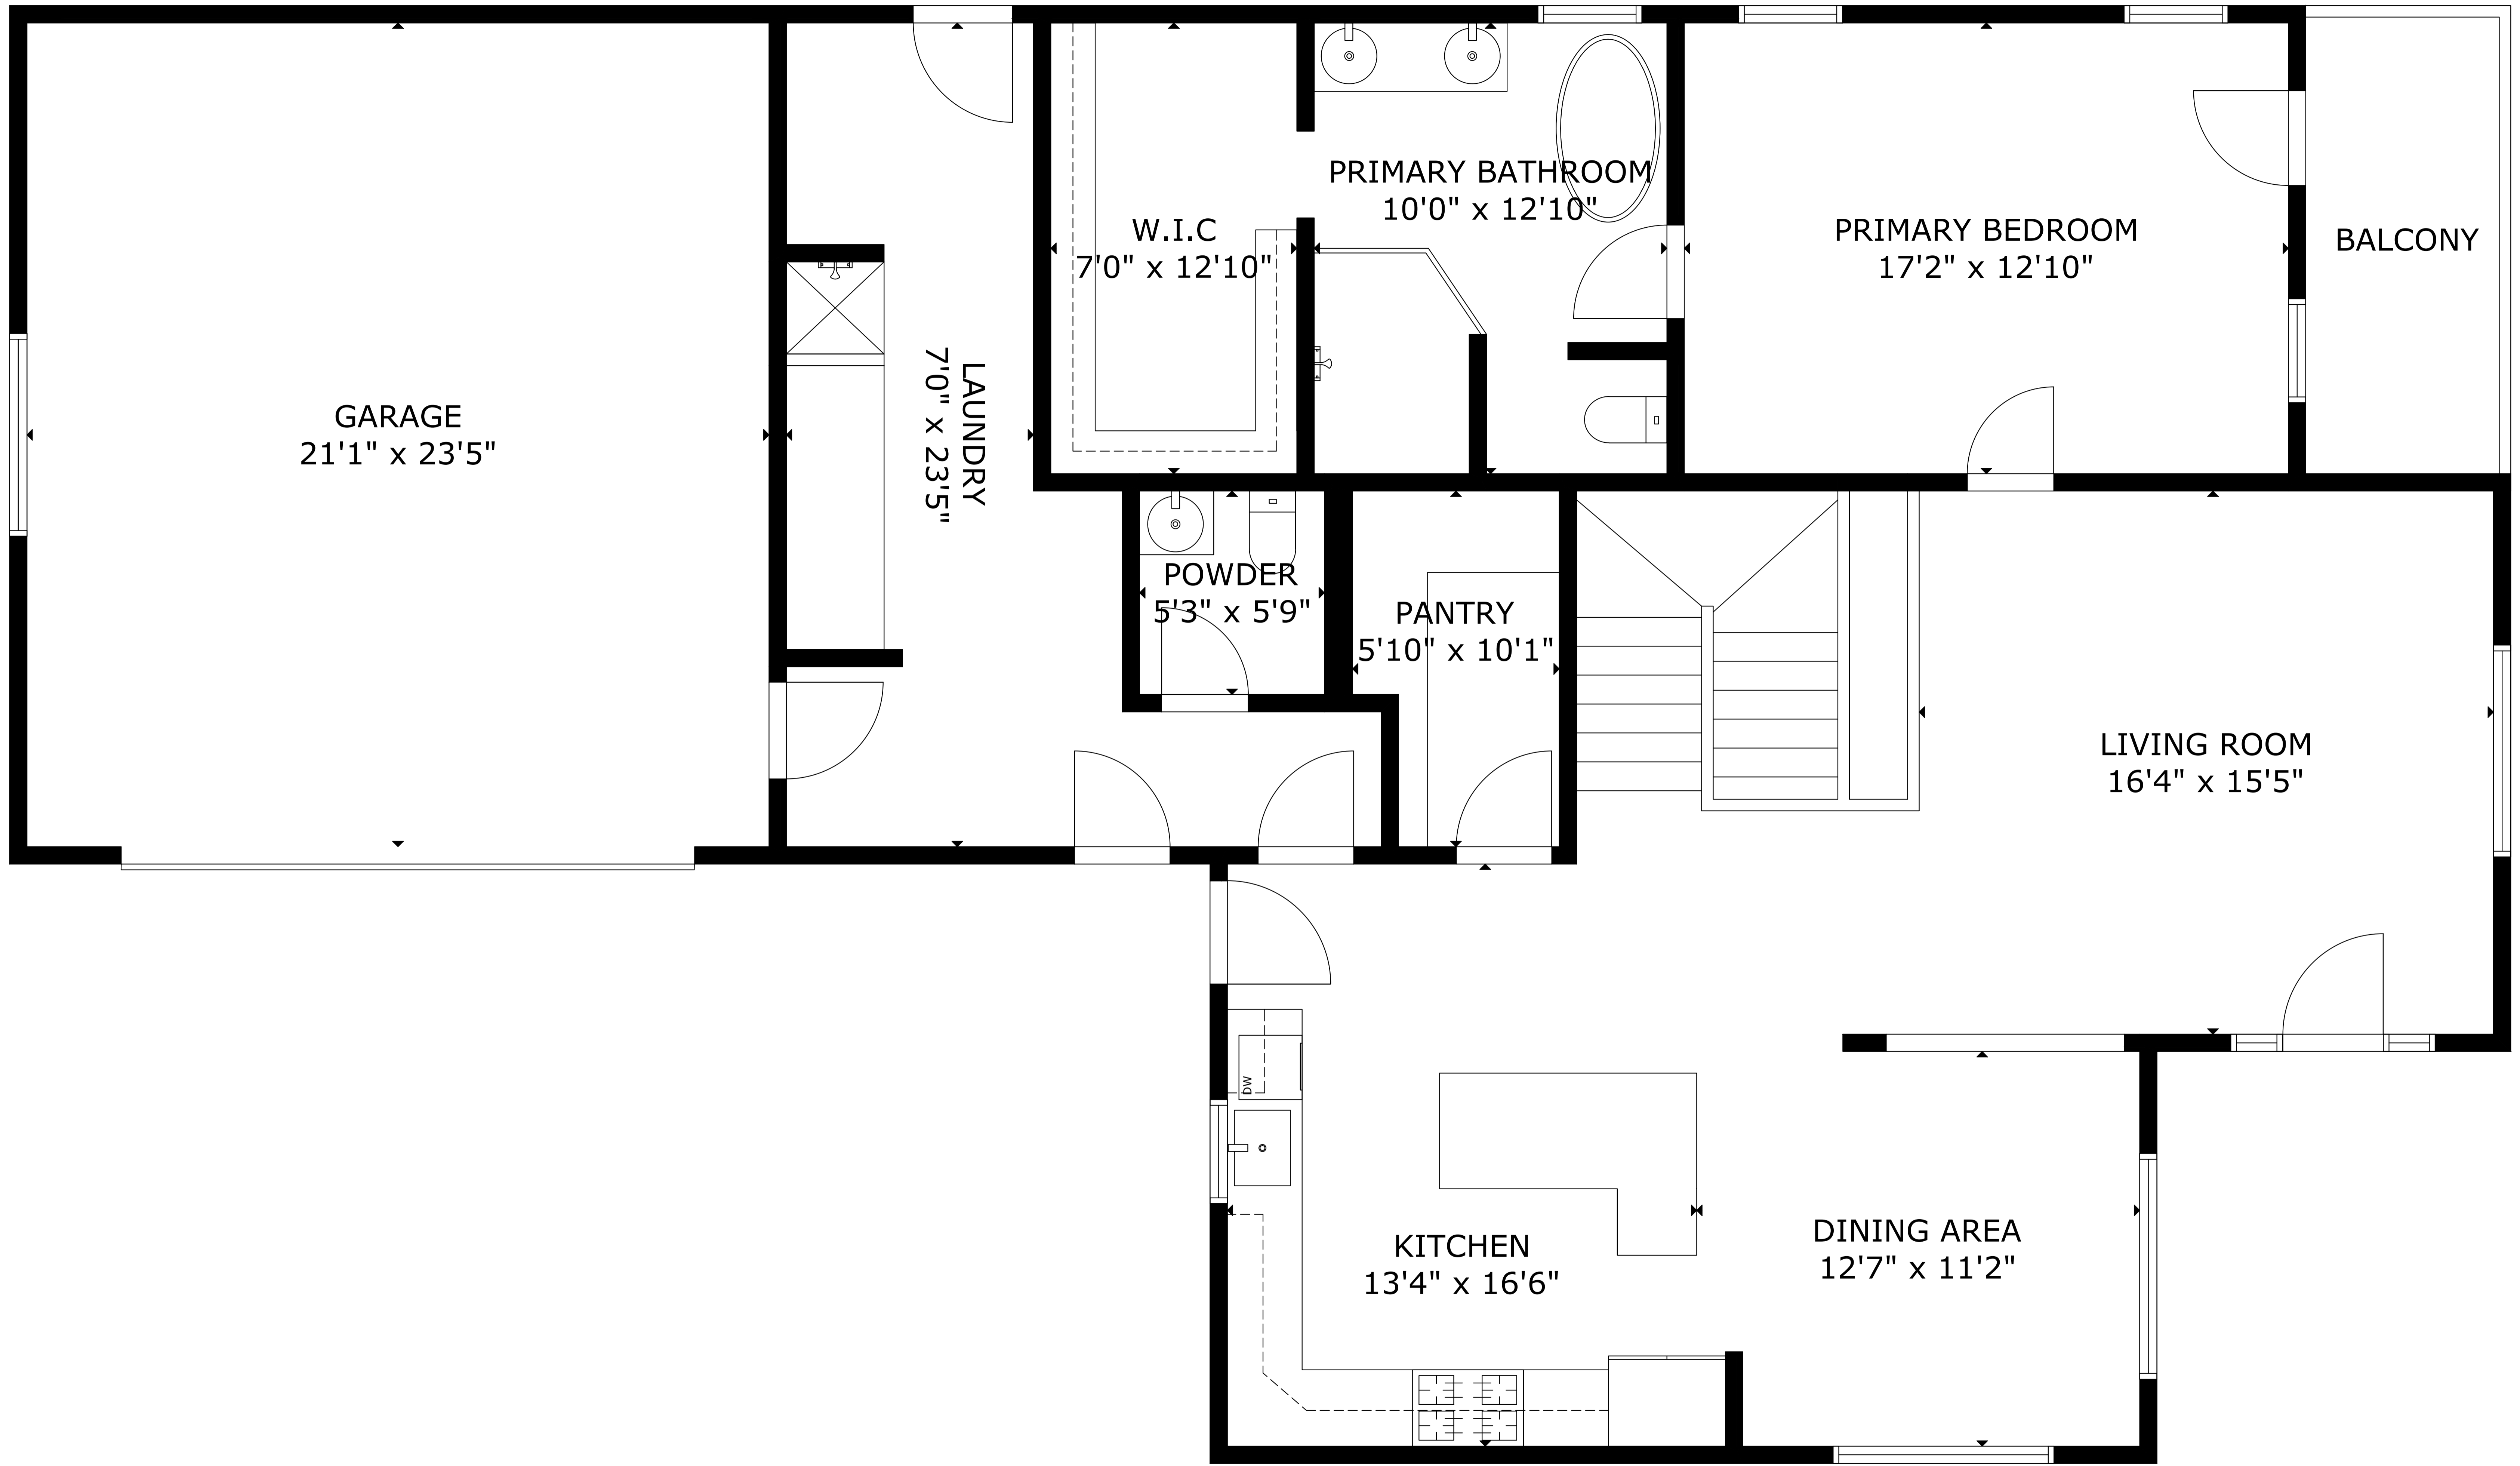 PRIMARY BATHROOM
10'0" x 12'10"
W.I.C
7'0" x 12'10"
PRIMARY BEDROOM
17'2" x 12'10"
BALCONY
GARAGE
21'1" x 23'5"
LAUNDRY
7'0" x 23'5"
POWDER
5'3" x 5'9"
PANTRY
5'10" x 10'1"
LIVING ROOM
16'4" x 15'5"
DW
KITCHEN
13'4" x 16'6"
DINING AREA
12'7" x 11'2"